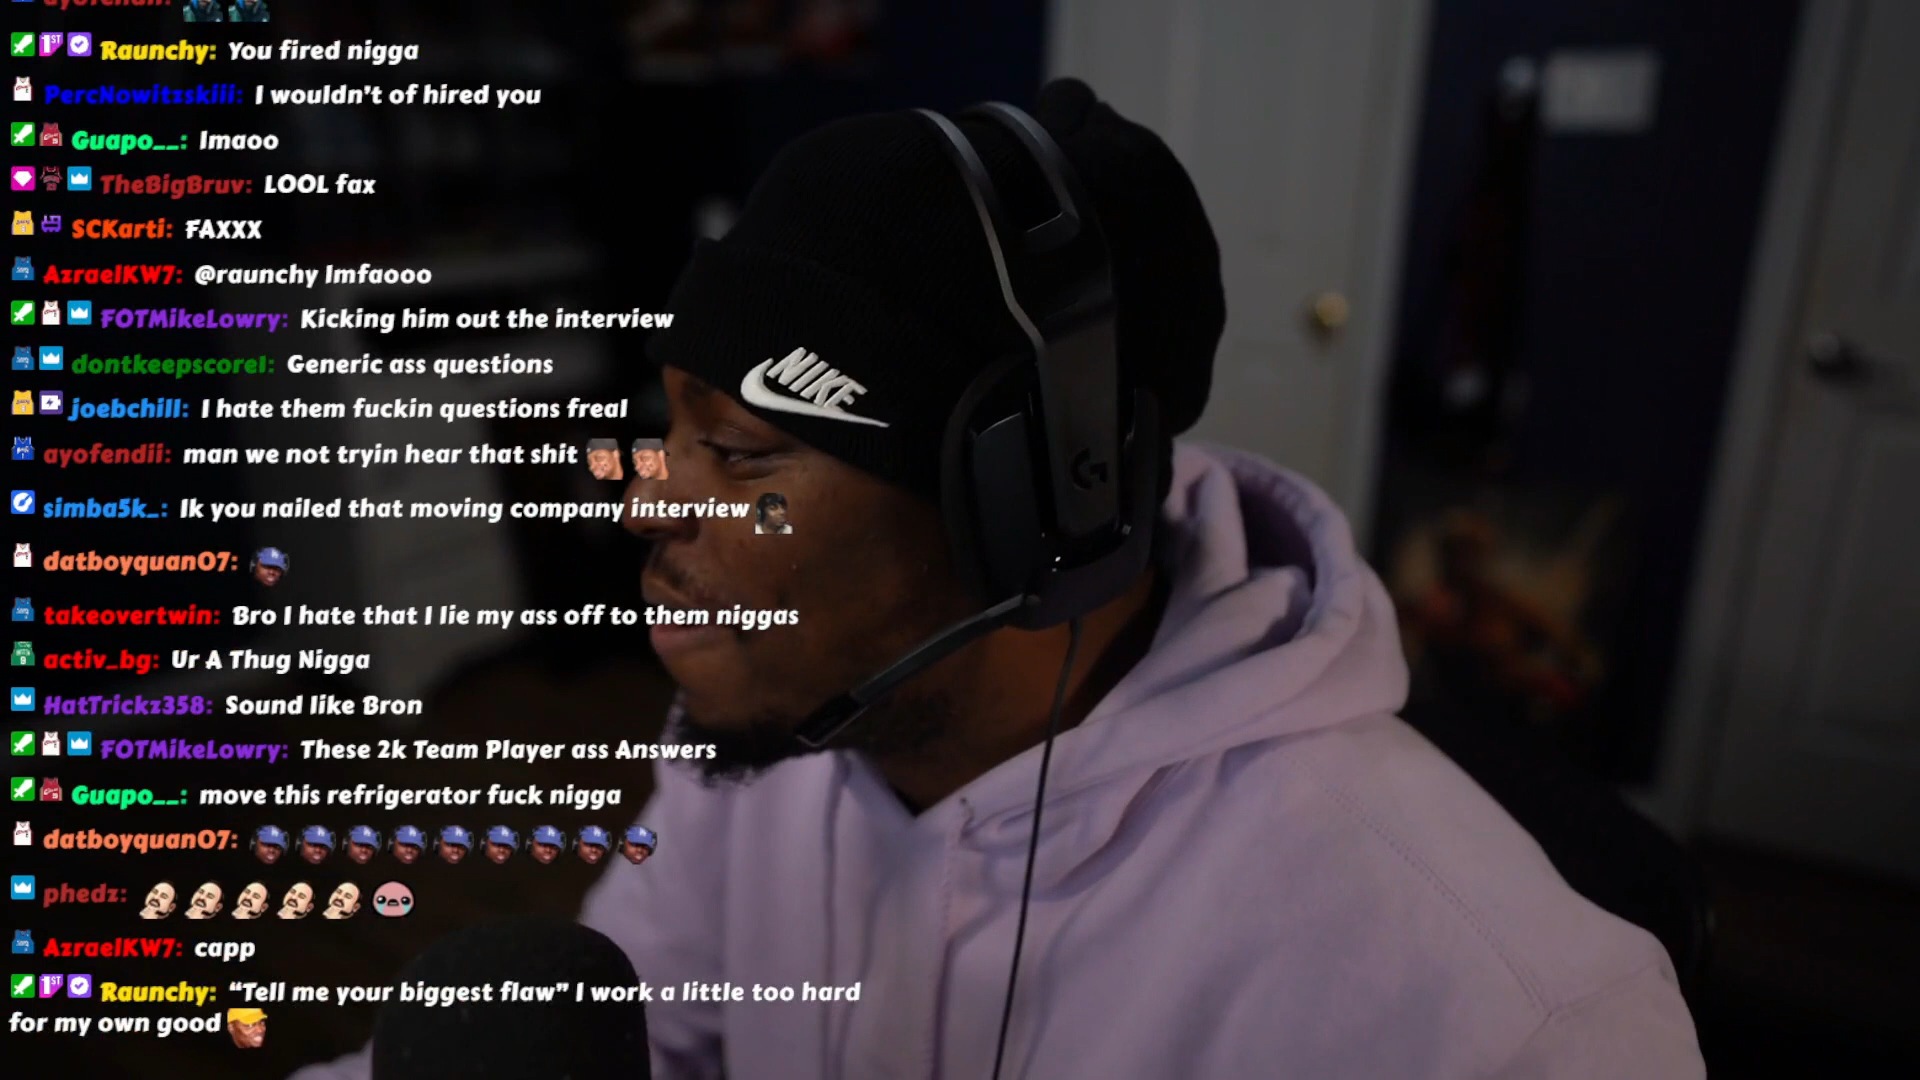 ayofendii:
Raunchy: You fired nigga
PercNowitzskiii: I wouldn't of hired you
Guapo__: lmaoo
TheBigBruv: LOOL fax
SCKarti: FAXXX
AzraelKW7: @raunchy lmfaooo
FOTMikeLowry: Kicking him out the interview
dontkeepscore1: Generic ass questions
joebchill: I hate them fuckin questions freal
ayofendii: man we not tryin hear that shit
simba5k_: Ik you nailed that moving company interview
datboyquan07:
takeovertwin: Bro I hate that I lie my ass off to them niggas
activ_bg: Ur A Thug Nigga
HatTrickz358: Sound like Bron
FOTMikeLowry: These 2k Team Player ass Answers
Guapo__: move this refrigerator fuck nigga
datboyquan07:
phedz:
AzraelKW7: capp
Raunchy: “Tell me your biggest flaw” I work a little too hard
for my own good
NIKE